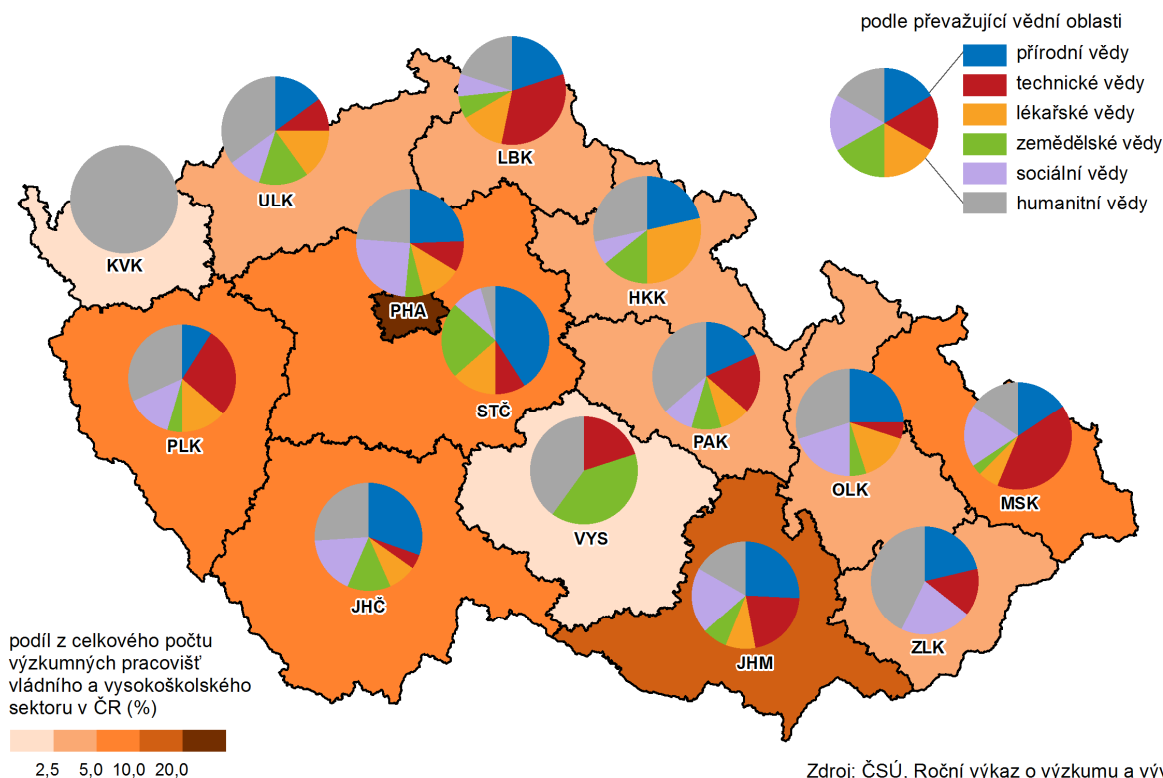 podle převažující vědní oblasti
přírodní vědy
technické vědy
lékařské vědy
zemědělské vědy
sociální vědy
humanitní vědy
LBK
ULK
KVK
HKK
PHA
STČ
PAK
PLK
OLK
MSK
VYS
JHČ
ZLK
JHM
podíl z celkového počtu
výzkumných pracovišť
vládního a vysokoškolského
sektoru v ČR (%)
2,5 5,0 10,0 20,0
Zdroj: ČSÚ, Roční výkaz o výzkumu a výv